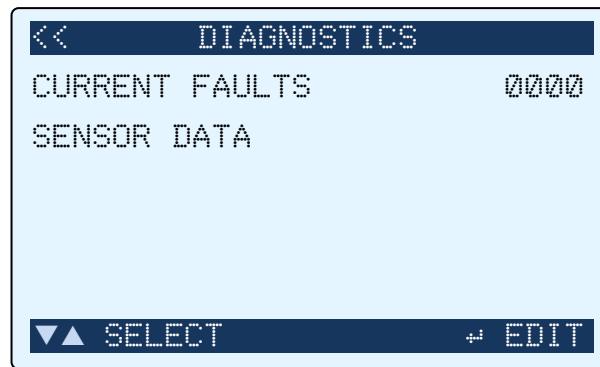 << DIAGNOSTICS
CURRENT FAULTS 0000
SENSOR DATA
▼▲ SELECT ↵ EDIT